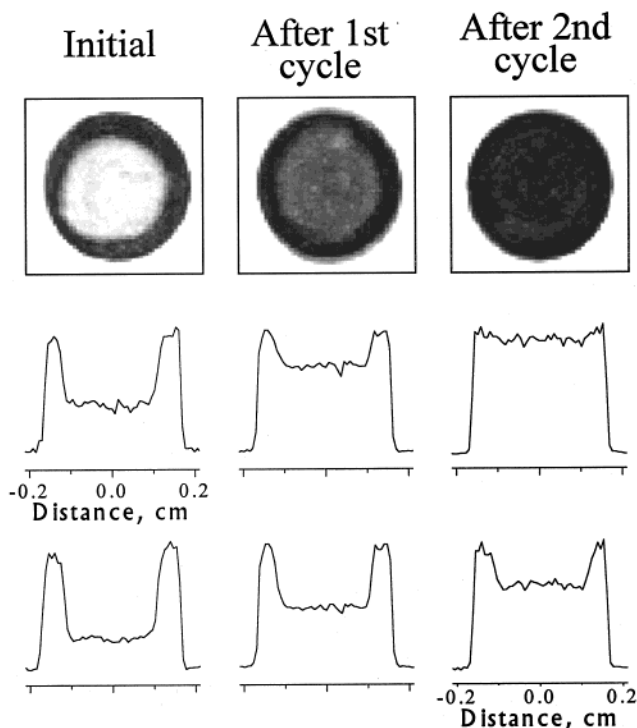 Initial
After 1st
cycle
After 2nd
cycle
-0.2 0.0 0.2
Distance, cm
-0.2 0.0 0.2
Distance, cm